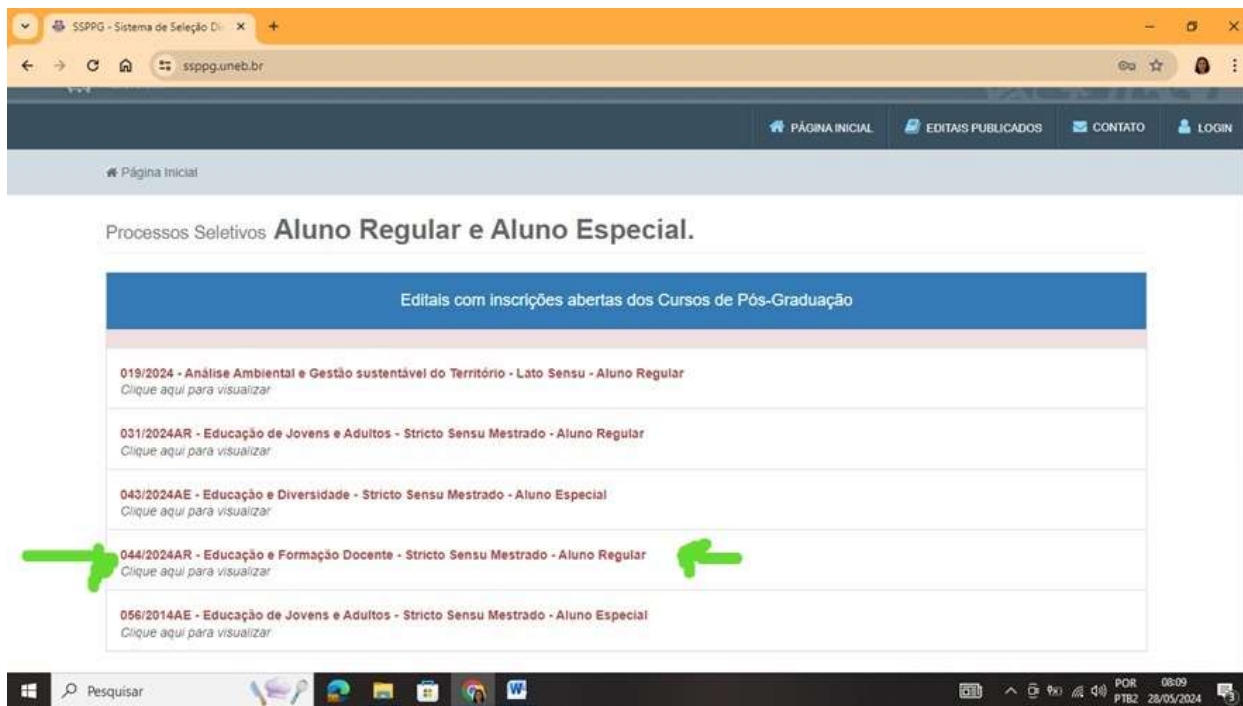 SSPPG - Sistema de Seleção Di
ssppg.uneb.br
PÁGINA INICIAL EDITAIS PUBLICADOS CONTATO LOGIN
Página Inicial
Processos Seletivos Aluno Regular e Aluno Especial.
Editais com inscrições abertas dos Cursos de Pós-Graduação
019/2024 - Análise Ambiental e Gestão sustentável do Território - Lato Sensu - Aluno Regular
Clique aqui para visualizar
031/2024AR - Educação de Jovens e Adultos - Stricto Sensu Mestrado - Aluno Regular
Clique aqui para visualizar
043/2024AE - Educação e Diversidade - Stricto Sensu Mestrado - Aluno Especial
Clique aqui para visualizar
044/2024AR - Educação e Formação Docente - Stricto Sensu Mestrado - Aluno Regular
Clique aqui para visualizar
056/2014AE - Educação de Jovens e Adultos - Stricto Sensu Mestrado - Aluno Especial
Clique aqui para visualizar
Pesquisar
POR 08:09
PTB2 28/05/2024